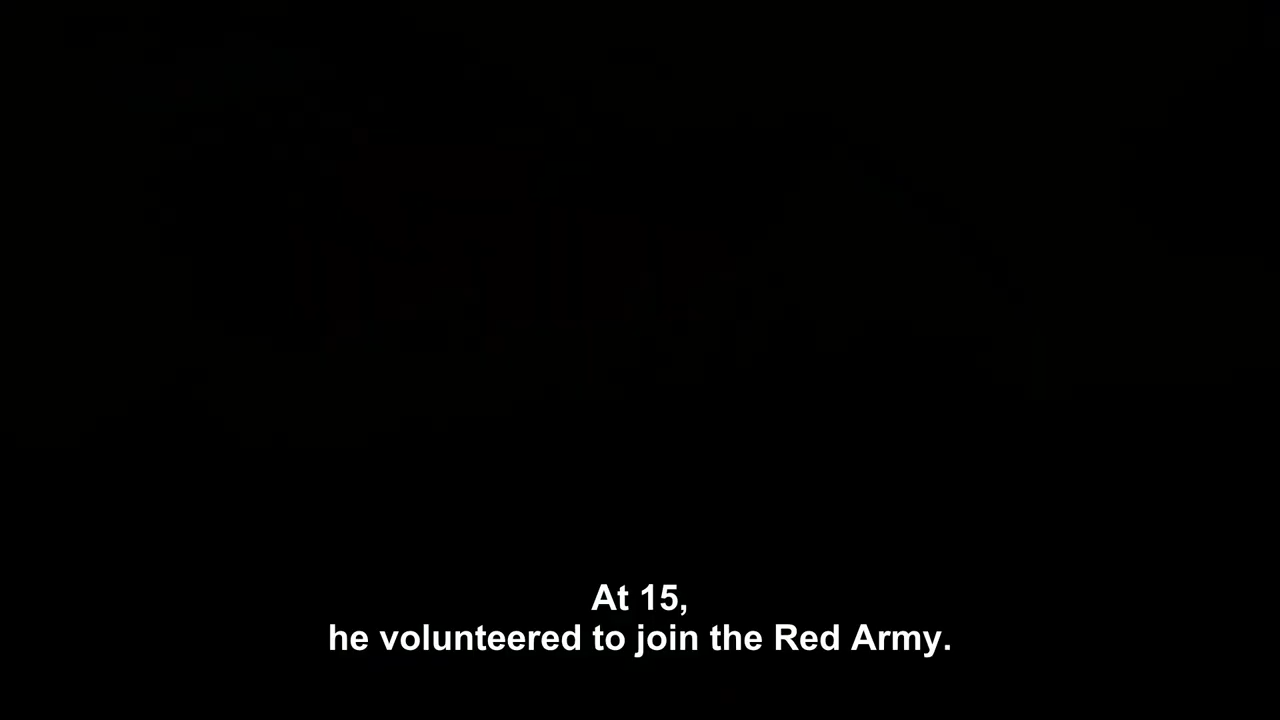 At 15,
he volunteered to join the Red Army.